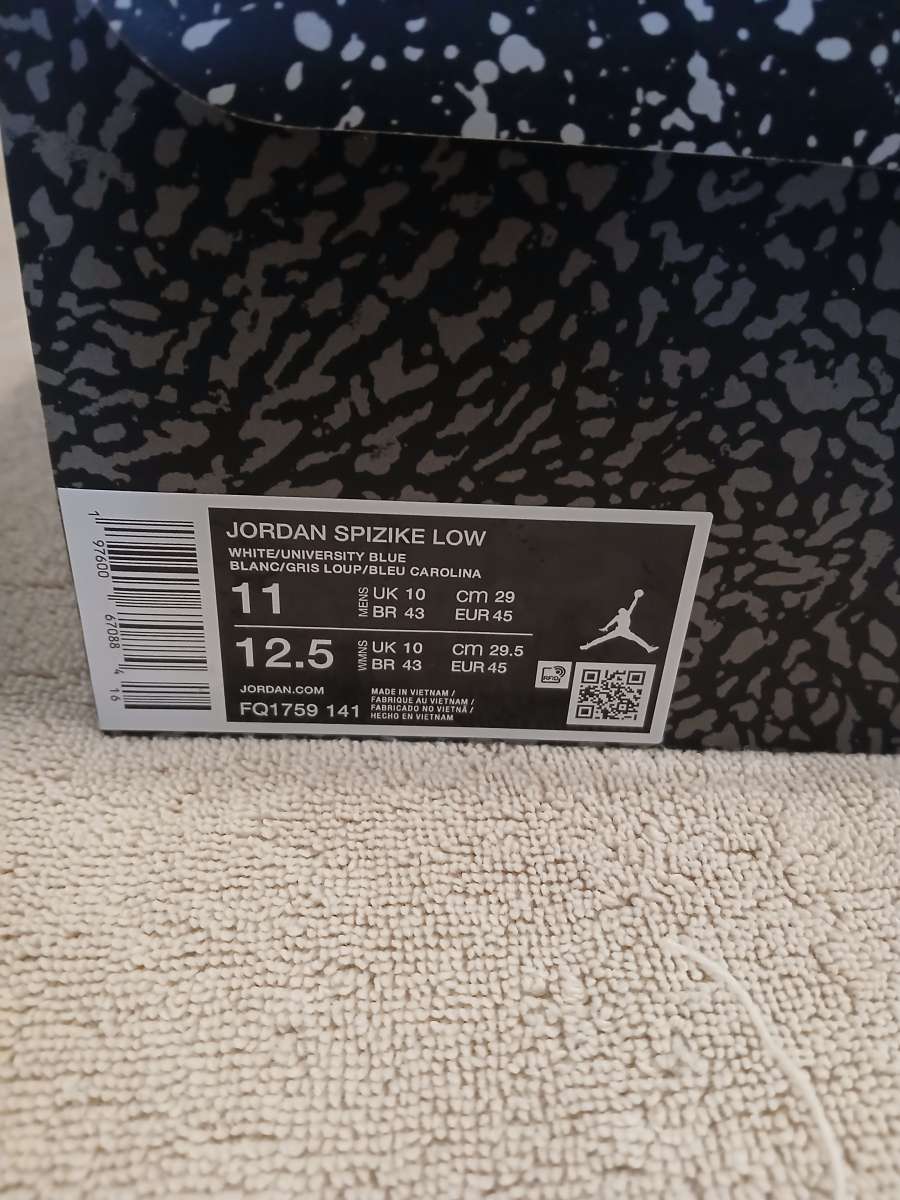 JORDAN SPIZIKE LOW
WHITE/UNIVERSITY BLUE
BLANC/GRIS LOUP/BLEU CAROLINA
11 MENS UK 10 cm 29
BR 43 EUR 45
12.5 WMNS UK 10 cm 29.5
BR 43 EUR 45
RFID
JORDAN.COM
FQ1759 141
MADE IN VIETNAM /
FABRIQUE AU VIETNAM /
FABRICADO NO VIETNÃ /
HECHO EN VIETNAM
1 97600 67088 4 16